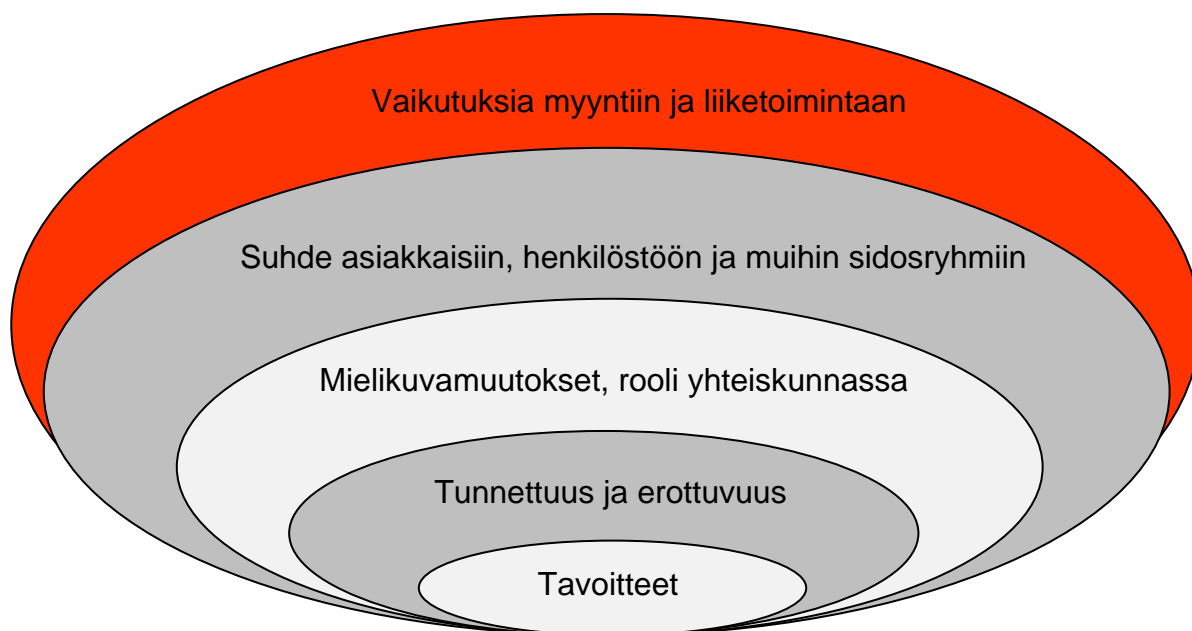 Vaikutuksia myyntiin ja liiketoimintaan
Suhde asiakkaisiin, henkilöstöön ja muihin sidosryhmiin
Mielikuvamuutokset, rooli yhteiskunnassa
Tunnettuus ja erottuvuus
Tavoitteet